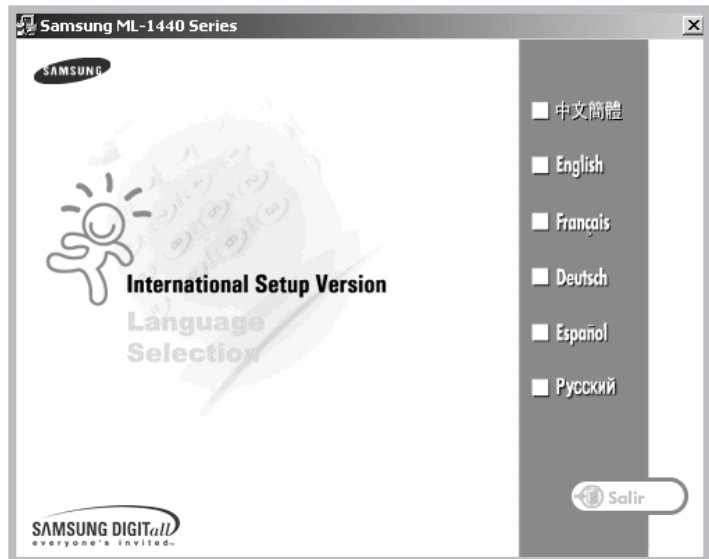 Samsung ML-1440 Series
SAMSUNG
中文簡體
English
Français
Deutsch
Español
Русский
International Setup Version
Language
Selection
Salir
SAMSUNG DIGITall
everyone's invited™